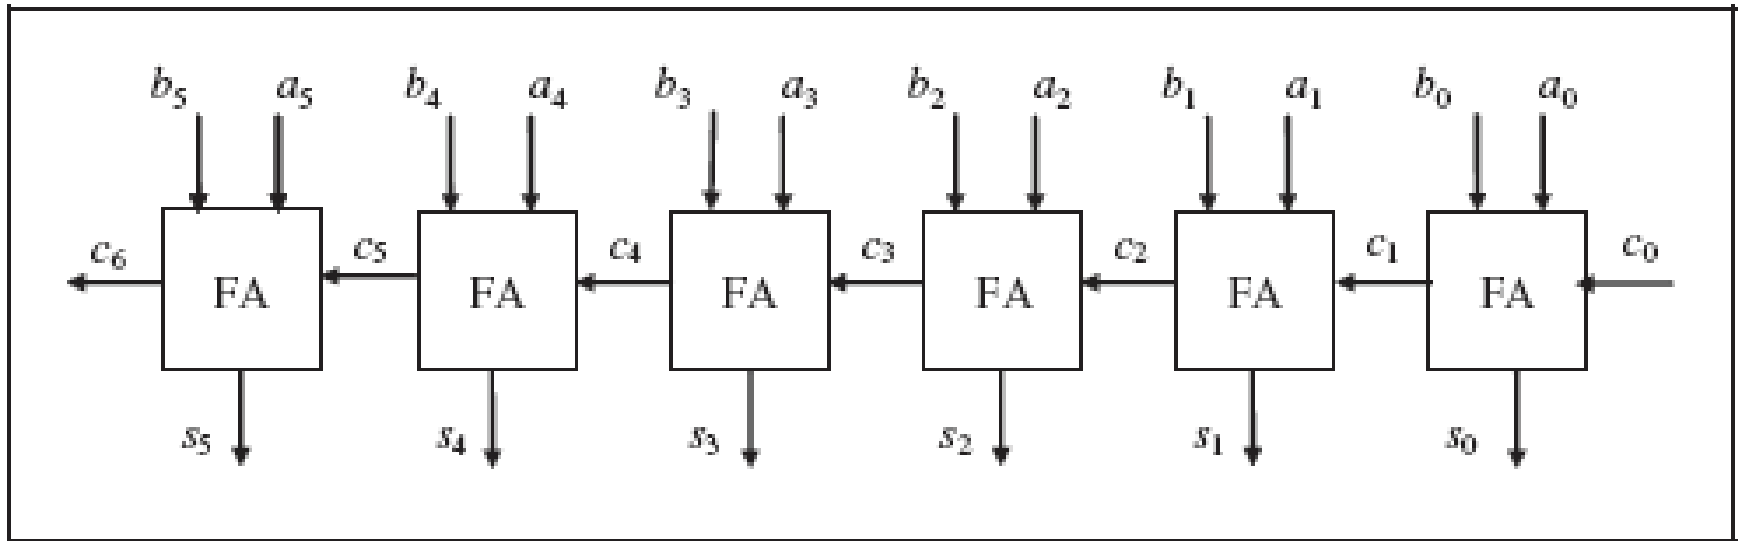 b₅ a₅ b₄ a₄ b₃ a₃ b₂ a₂ b₁ a₁ b₀ a₀
c₆ c₅ c₄ c₃ c₂ c₁ c₀
FA FA FA FA FA FA
s₅ s₄ s₃ s₂ s₁ s₀